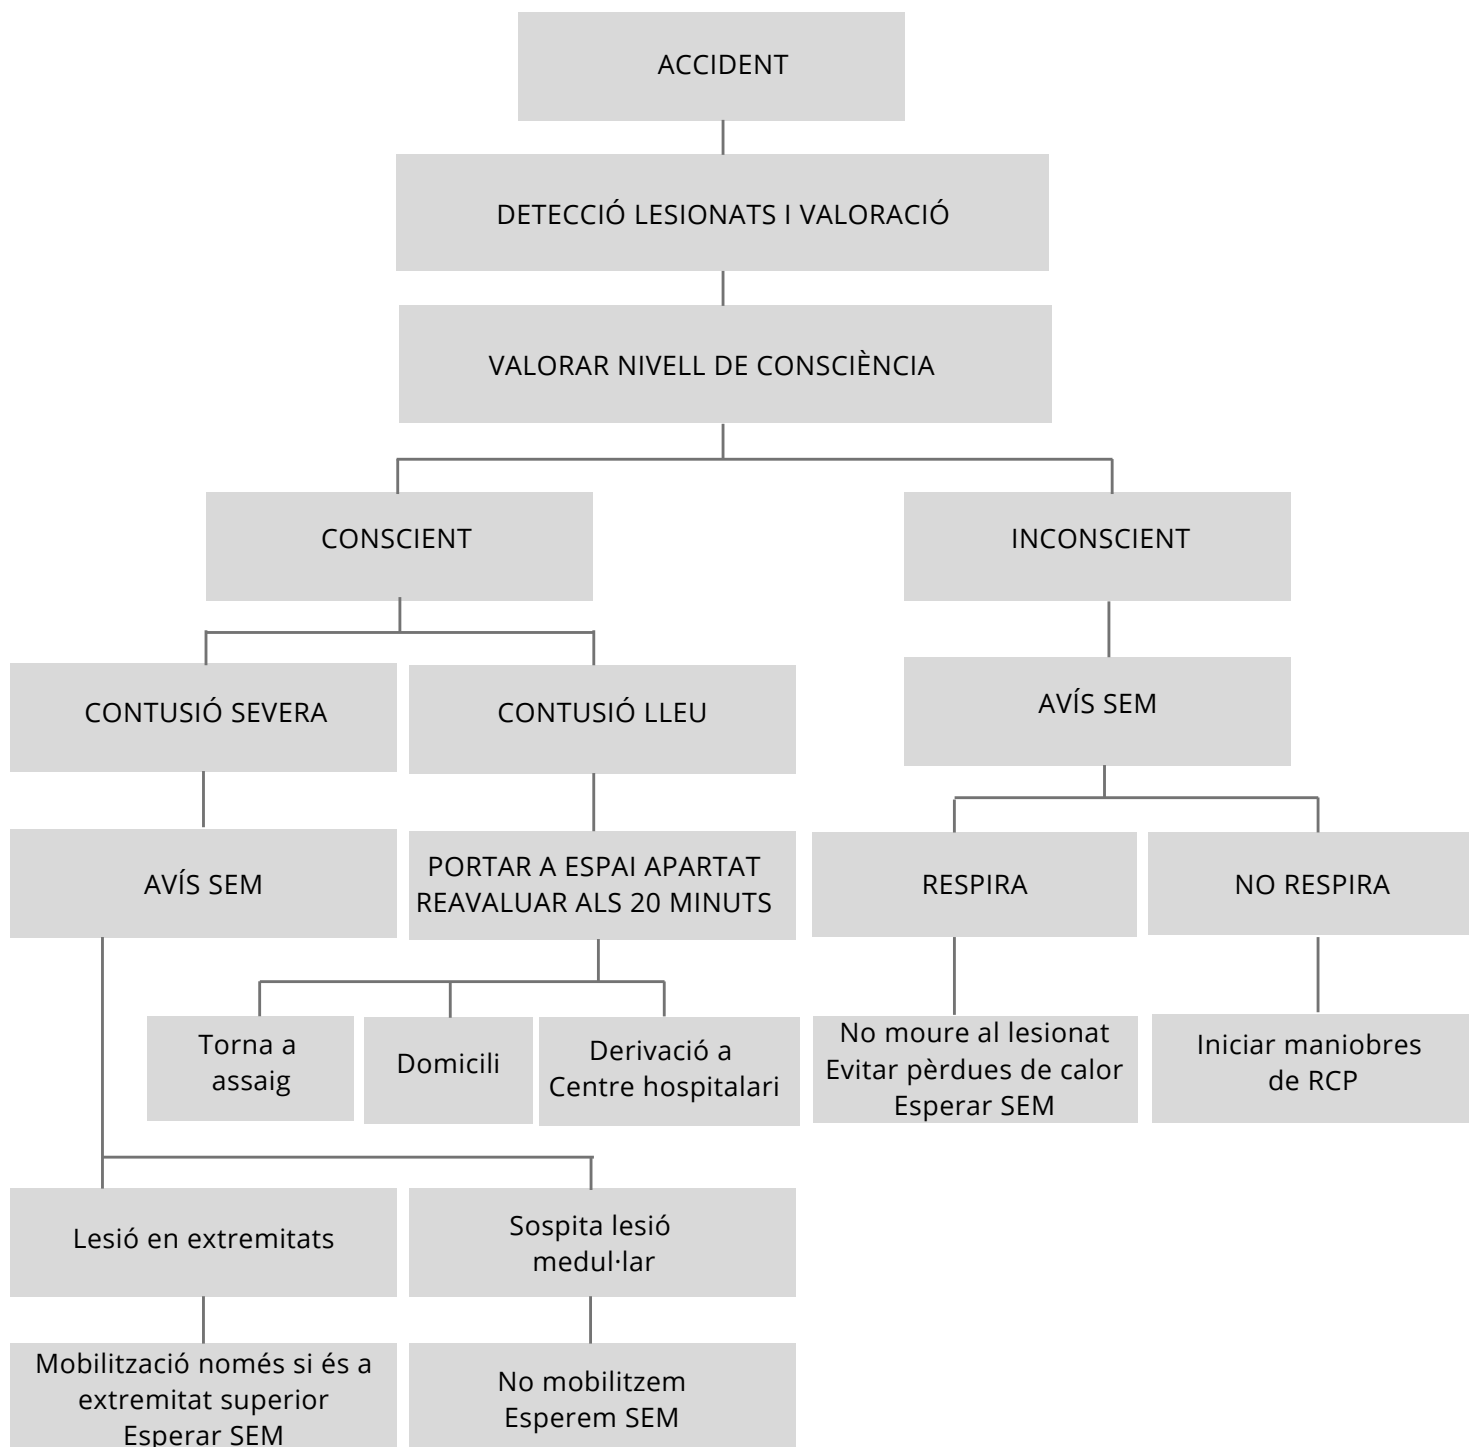 ACCIDENT
DETECCIÓ LESIONATS I VALORACIÓ
VALORAR NIVELL DE CONSCIÈNCIA
CONSCIENT
INCONSCIENT
CONTUSIÓ SEVERA
CONTUSIÓ LLEU
AVÍS SEM
AVÍS SEM
PORTAR A ESPAI APARTAT
REAVALUAR ALS 20 MINUTS
RESPIRA
NO RESPIRA
Torna a
assaig
Domicili
Derivació a
Centre hospitalari
No moure al lesionat
Evitar pèrdues de calor
Esperar SEM
Iniciar maniobres
de RCP
Lesió en extremitats
Sospita lesió
medul·lar
Mobilització només si és a
extremitat superior
Esperar SEM
No mobilitzem
Esperem SEM